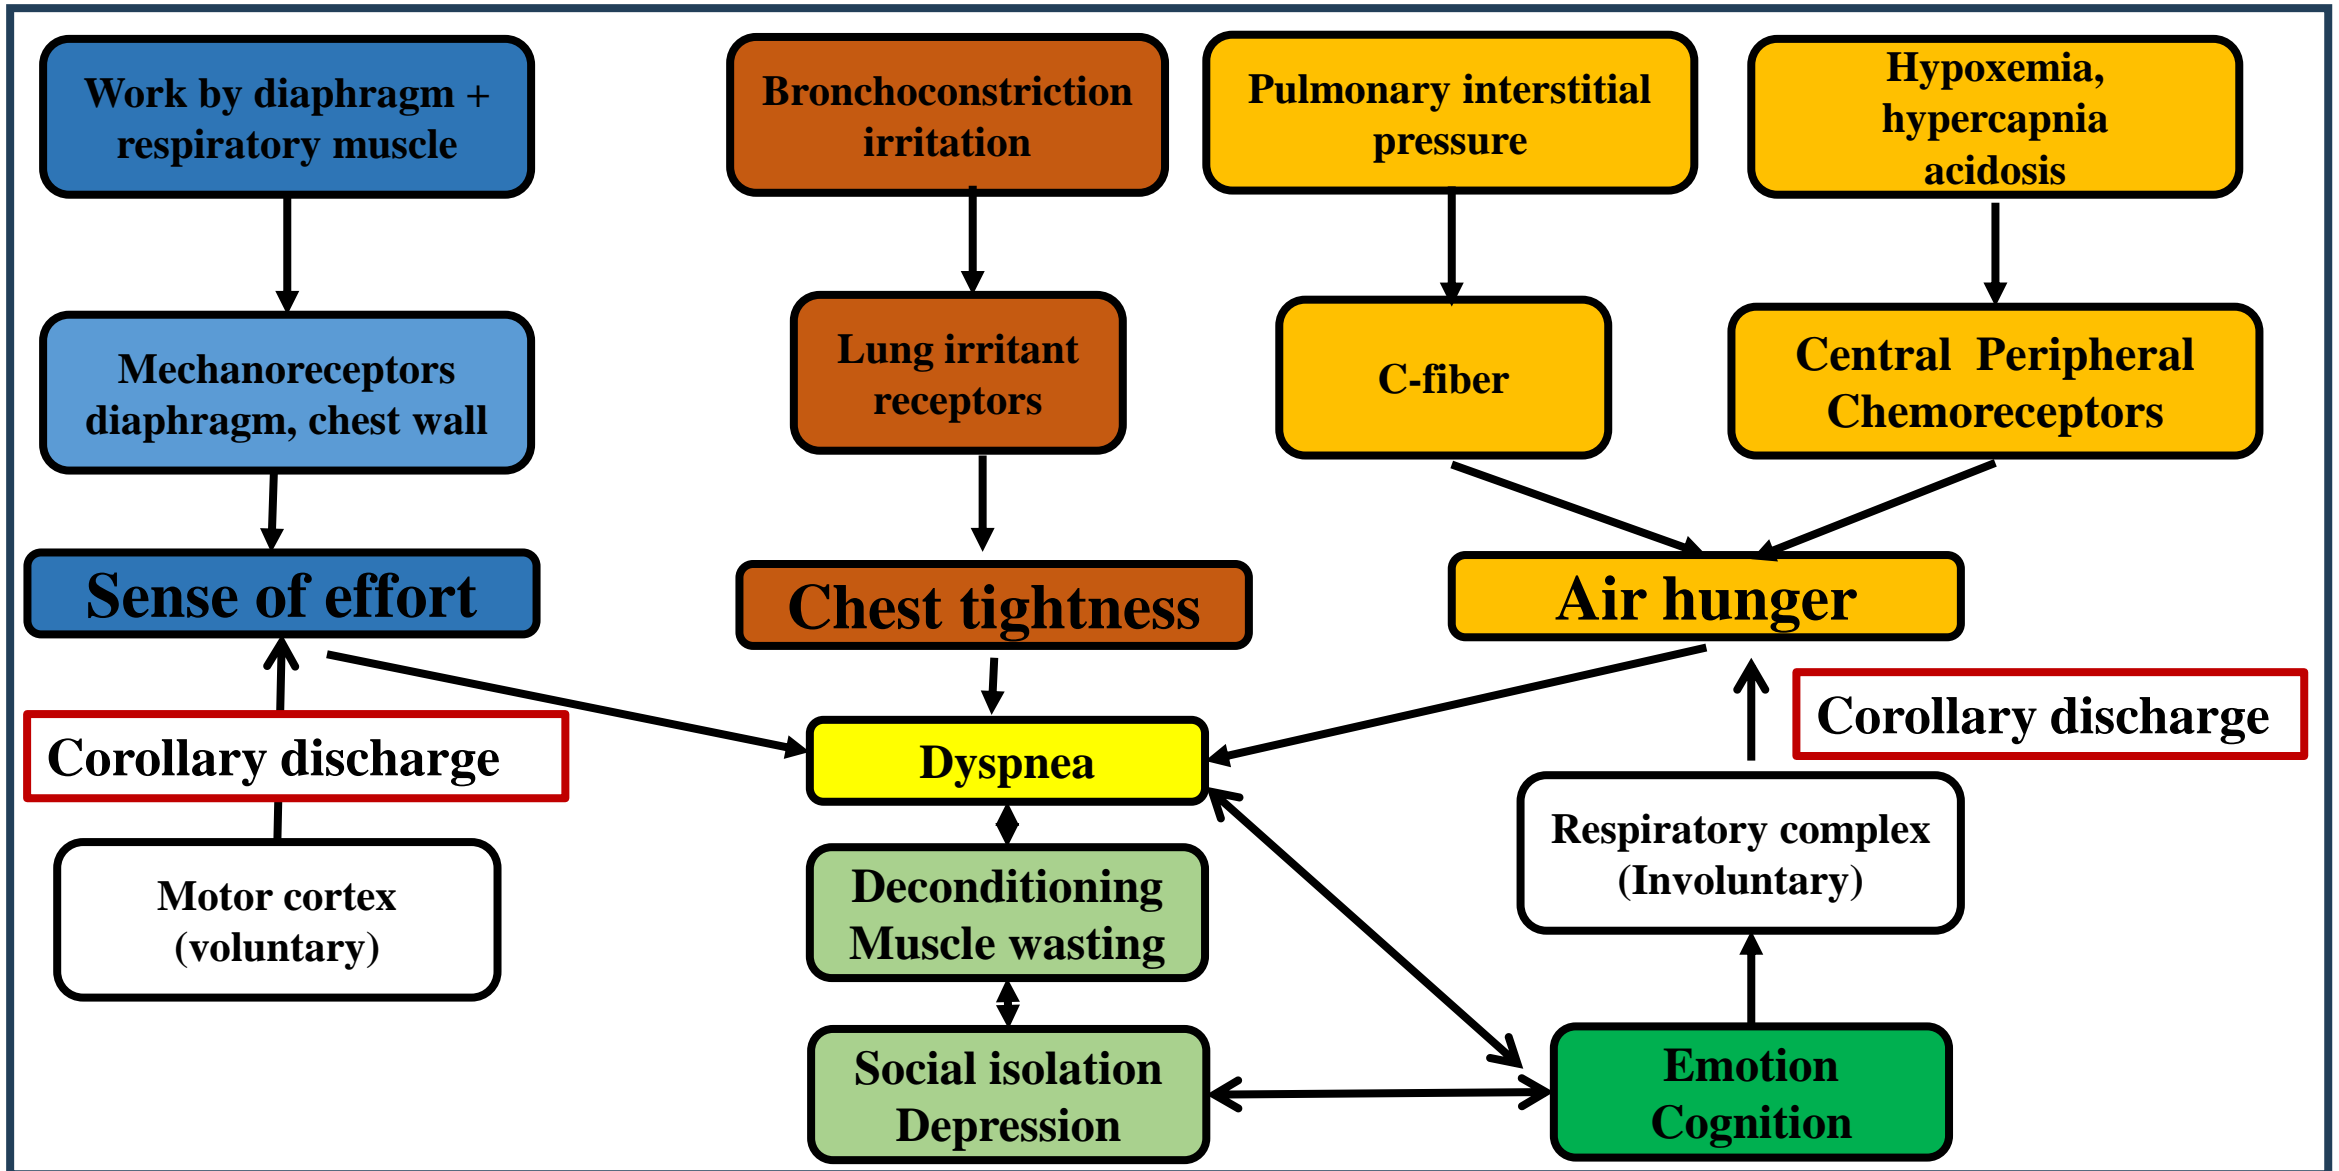 Work by diaphragm +
respiratory muscle
Bronchoconstriction
irritation
Pulmonary interstitial
pressure
Hypoxemia,
hypercapnia
acidosis
Mechanoreceptors
diaphragm, chest wall
Lung irritant
receptors
C-fiber
Central  Peripheral
Chemoreceptors
Sense of effort
Chest tightness
Air hunger
Corollary discharge
Dyspnea
Corollary discharge
Motor cortex
(voluntary)
Deconditioning
Muscle wasting
Respiratory complex
(Involuntary)
Social isolation
Depression
Emotion
Cognition